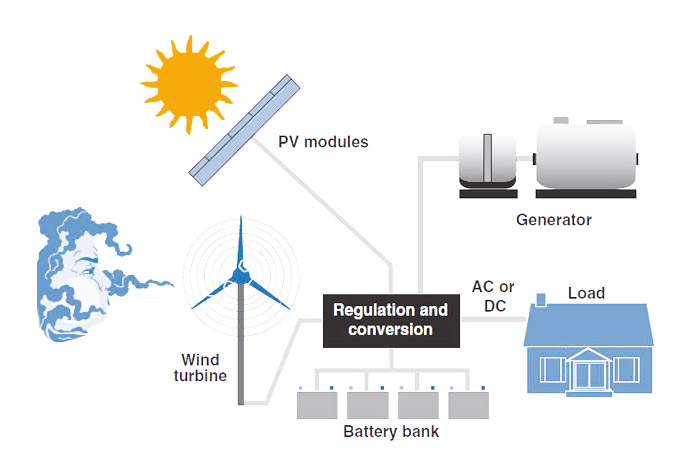 PV modules
Generator
AC or
DC
Load
Regulation and
conversion
Wind
turbine
Battery bank